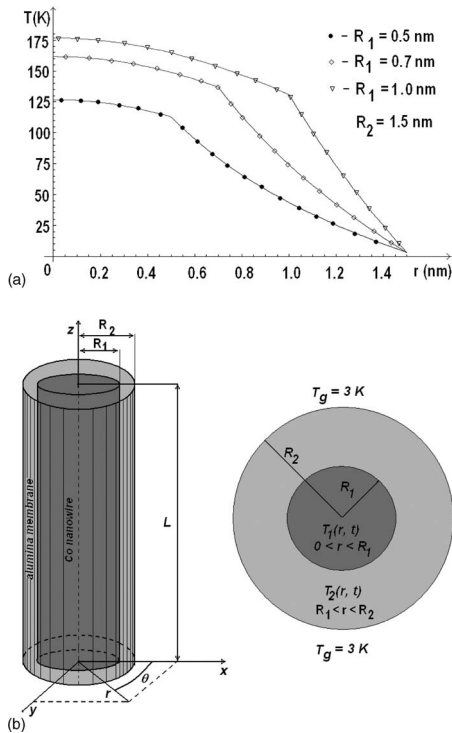 T(K)
175
150
125
100
75
50
25
0
0.2
0.4
0.6
0.8
1.0
1.2
1.4
r (nm)
– R1 = 0.5 nm
– R1 = 0.7 nm
– R1 = 1.0 nm
R2 = 1.5 nm
(a)
z
R2
R1
alumina membrane
Co nanowire
L
x
θ
r
y
Tg = 3 K
R2
R1
T1(r, t)
0 < r < R1
T2(r, t)
R1 < r < R2
Tg = 3 K
(b)